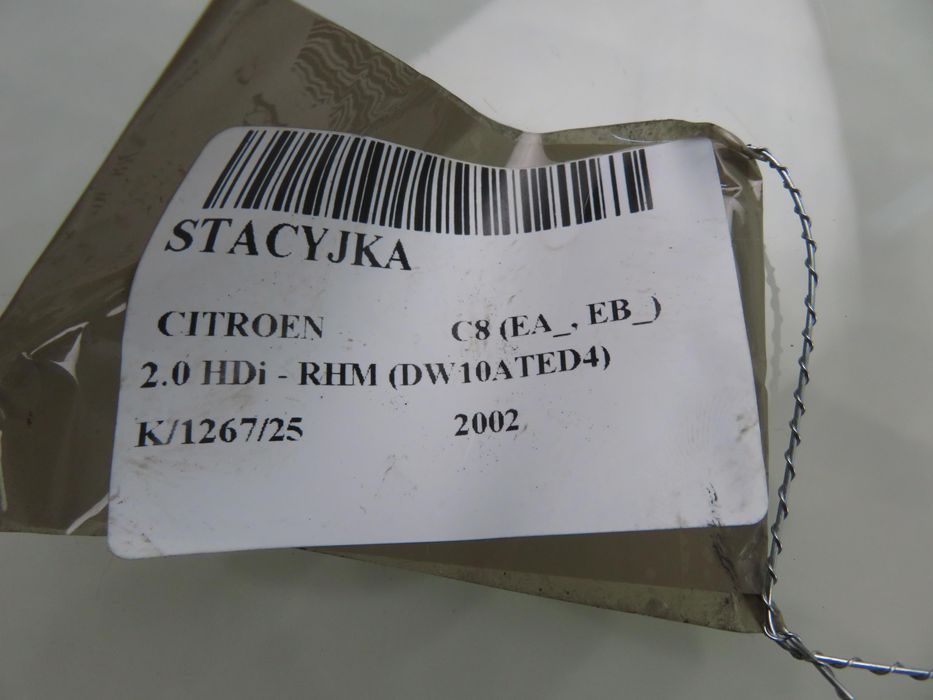 STACYJKA
CITROEN C8 (EA_, EB_)
2.0 HDi - RHM (DW10ATED4)
K/1267/25 2002